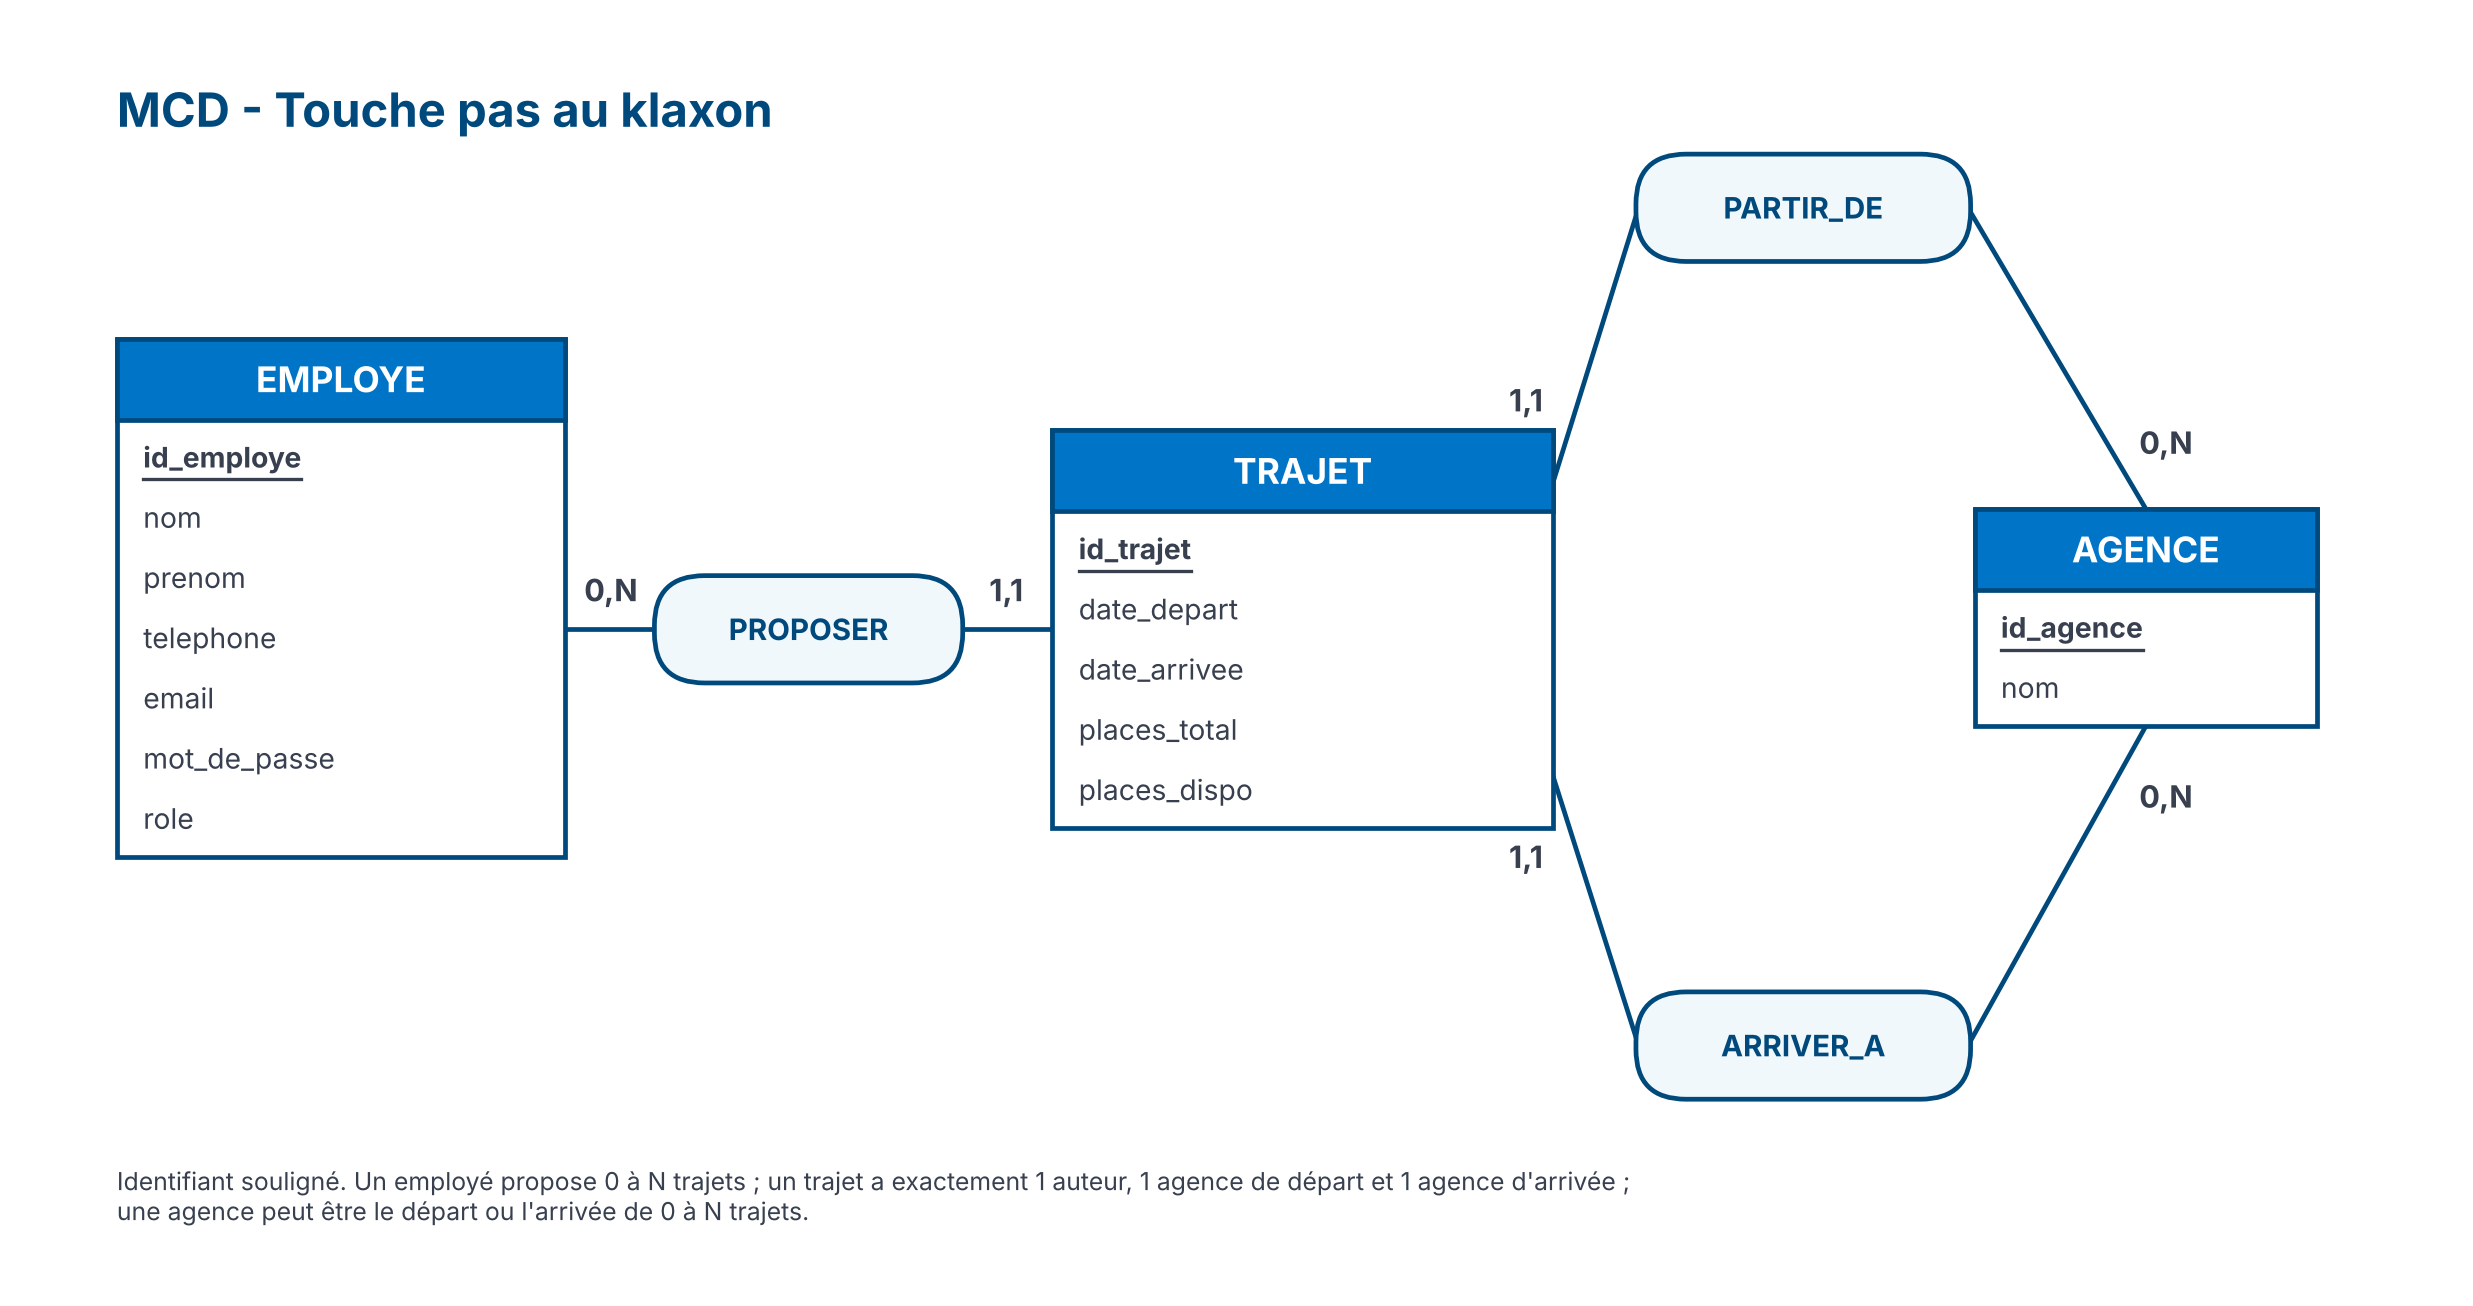 MCD - Touche pas au klaxon
PARTIR_DE
EMPLOYE
id_employe
nom
prenom
telephone
email
mot_de_passe
role
0,N
PROPOSER
1,1
1,1
TRAJET
id_trajet
date_depart
date_arrivee
places_total
places_dispo
1,1
0,N
AGENCE
id_agence
nom
0,N
ARRIVER_A
Identifiant souligné. Un employé propose 0 à N trajets ; un trajet a exactement 1 auteur, 1 agence de départ et 1 agence d'arrivée ;
une agence peut être le départ ou l'arrivée de 0 à N trajets.